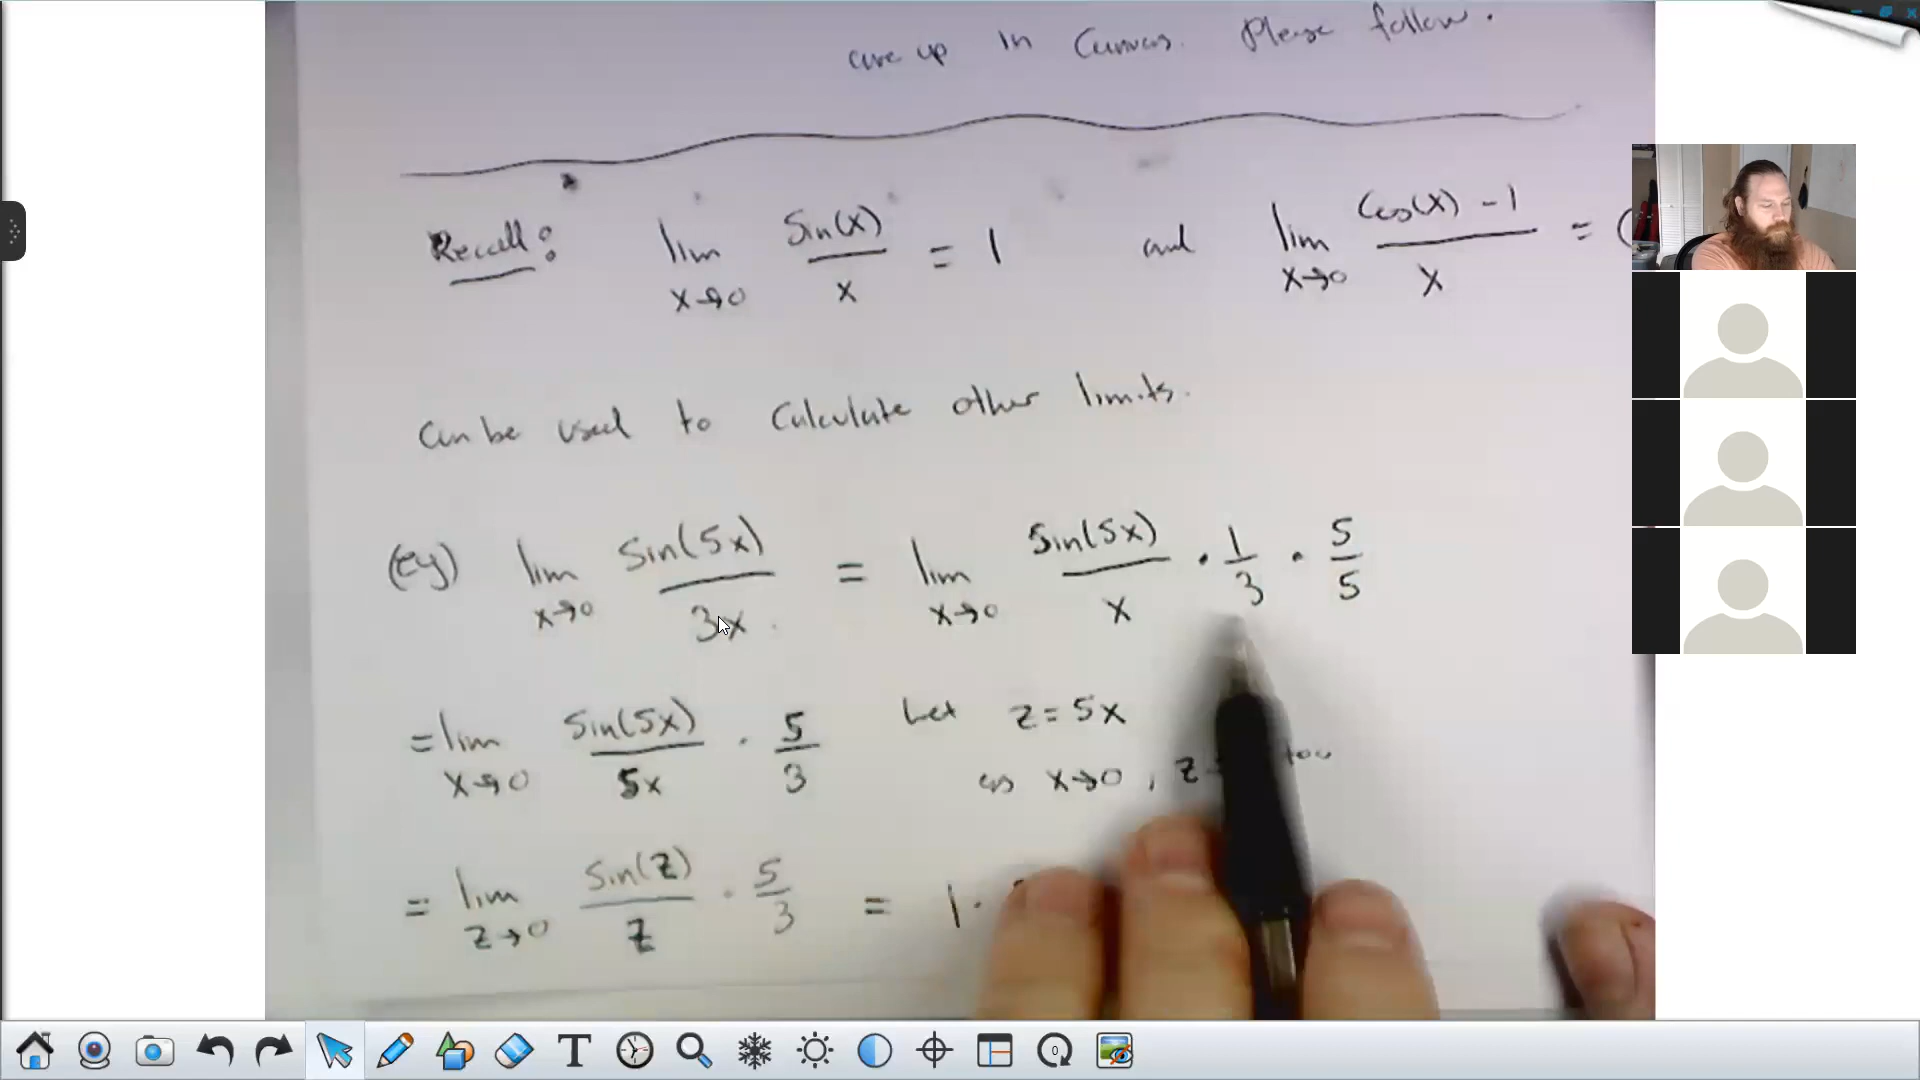 are up in Canvas. Please follow.
Recall: lim x→0 sin(x)/x = 1 and lim x→0 (cos(x) - 1)/x =
Can be used to calculate other limits.
(eg) lim x→0 sin(5x)/3x = lim x→0 sin(5x)/x · 1/3 · 5/5
= lim x→0 sin(5x)/5x · 5/3 Let z = 5x
as x→0, z too
= lim z→0 sin(z)/z · 5/3 = 1 ·
T
0